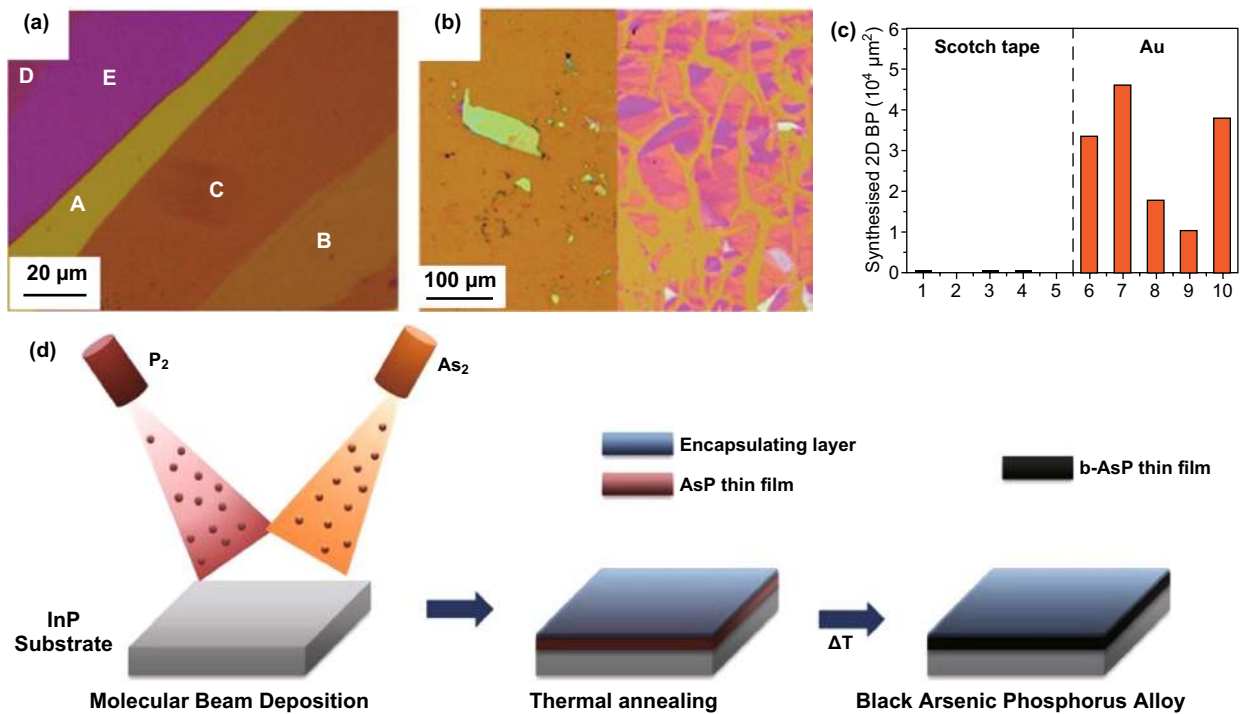 (a)
D
E
A
C
B
20 µm
(b)
100 µm
(c)
Synthesised 2D BP (10⁴ µm²)
6
5
4
3
2
1
0
Scotch tape
Au
1 2 3 4 5 6 7 8 9 10
(d)
P₂
As₂
Encapsulating layer
AsP thin film
b-AsP thin film
InP
Substrate
ΔT
Molecular Beam Deposition
Thermal annealing
Black Arsenic Phosphorus Alloy